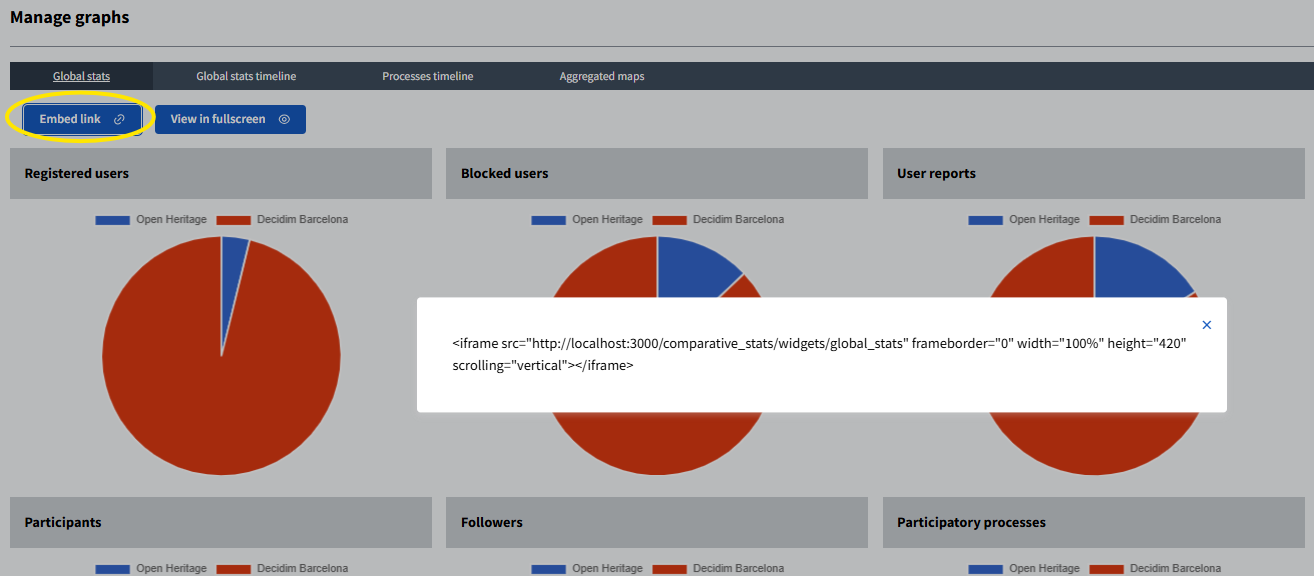 Manage graphs
Global stats
Global stats timeline
Processes timeline
Aggregated maps
Embed link
View in fullscreen
Registered users
Blocked users
User reports
Open Heritage
Decidim Barcelona
Open Heritage
Decidim Barcelona
Open Heritage
Decidim Barcelona
<iframe src="http://localhost:3000/comparative_stats/widgets/global_stats" frameborder="0" width="100%" height="420"
scrolling="vertical"></iframe>
Participants
Followers
Participatory processes
Open Heritage
Decidim Barcelona
Open Heritage
Decidim Barcelona
Open Heritage
Decidim Barcelona